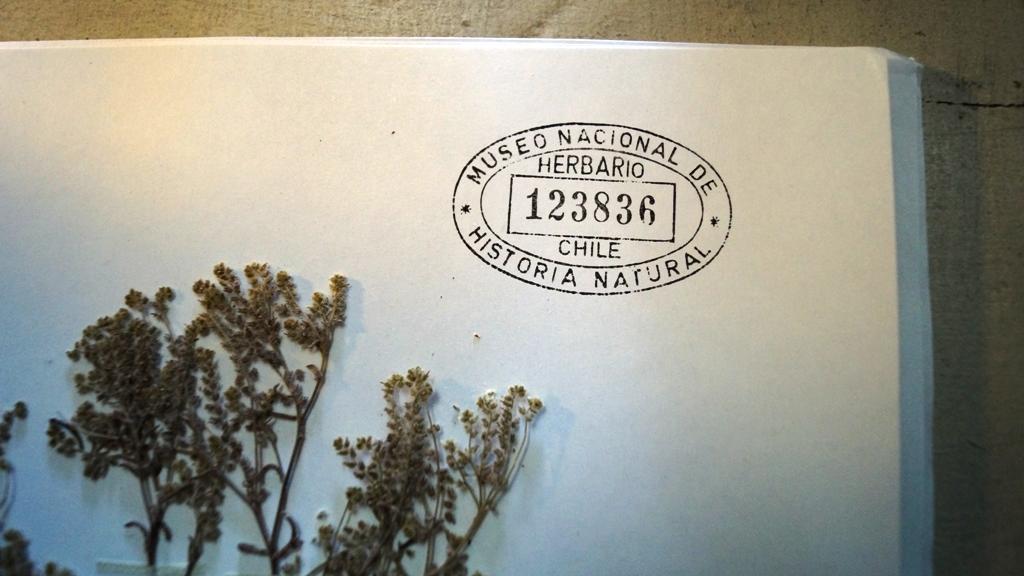 MUSEO NACIONAL DE
HERBARIO
123836
CHILE
HISTORIA NATURAL